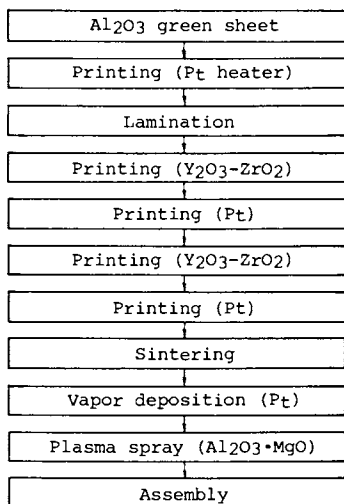 Al2O3 green sheet
Printing (Pt heater)
Lamination
Printing (Y2O3-ZrO2)
Printing (Pt)
Printing (Y2O3-ZrO2)
Printing (Pt)
Sintering
Vapor deposition (Pt)
Plasma spray (Al2O3•MgO)
Assembly